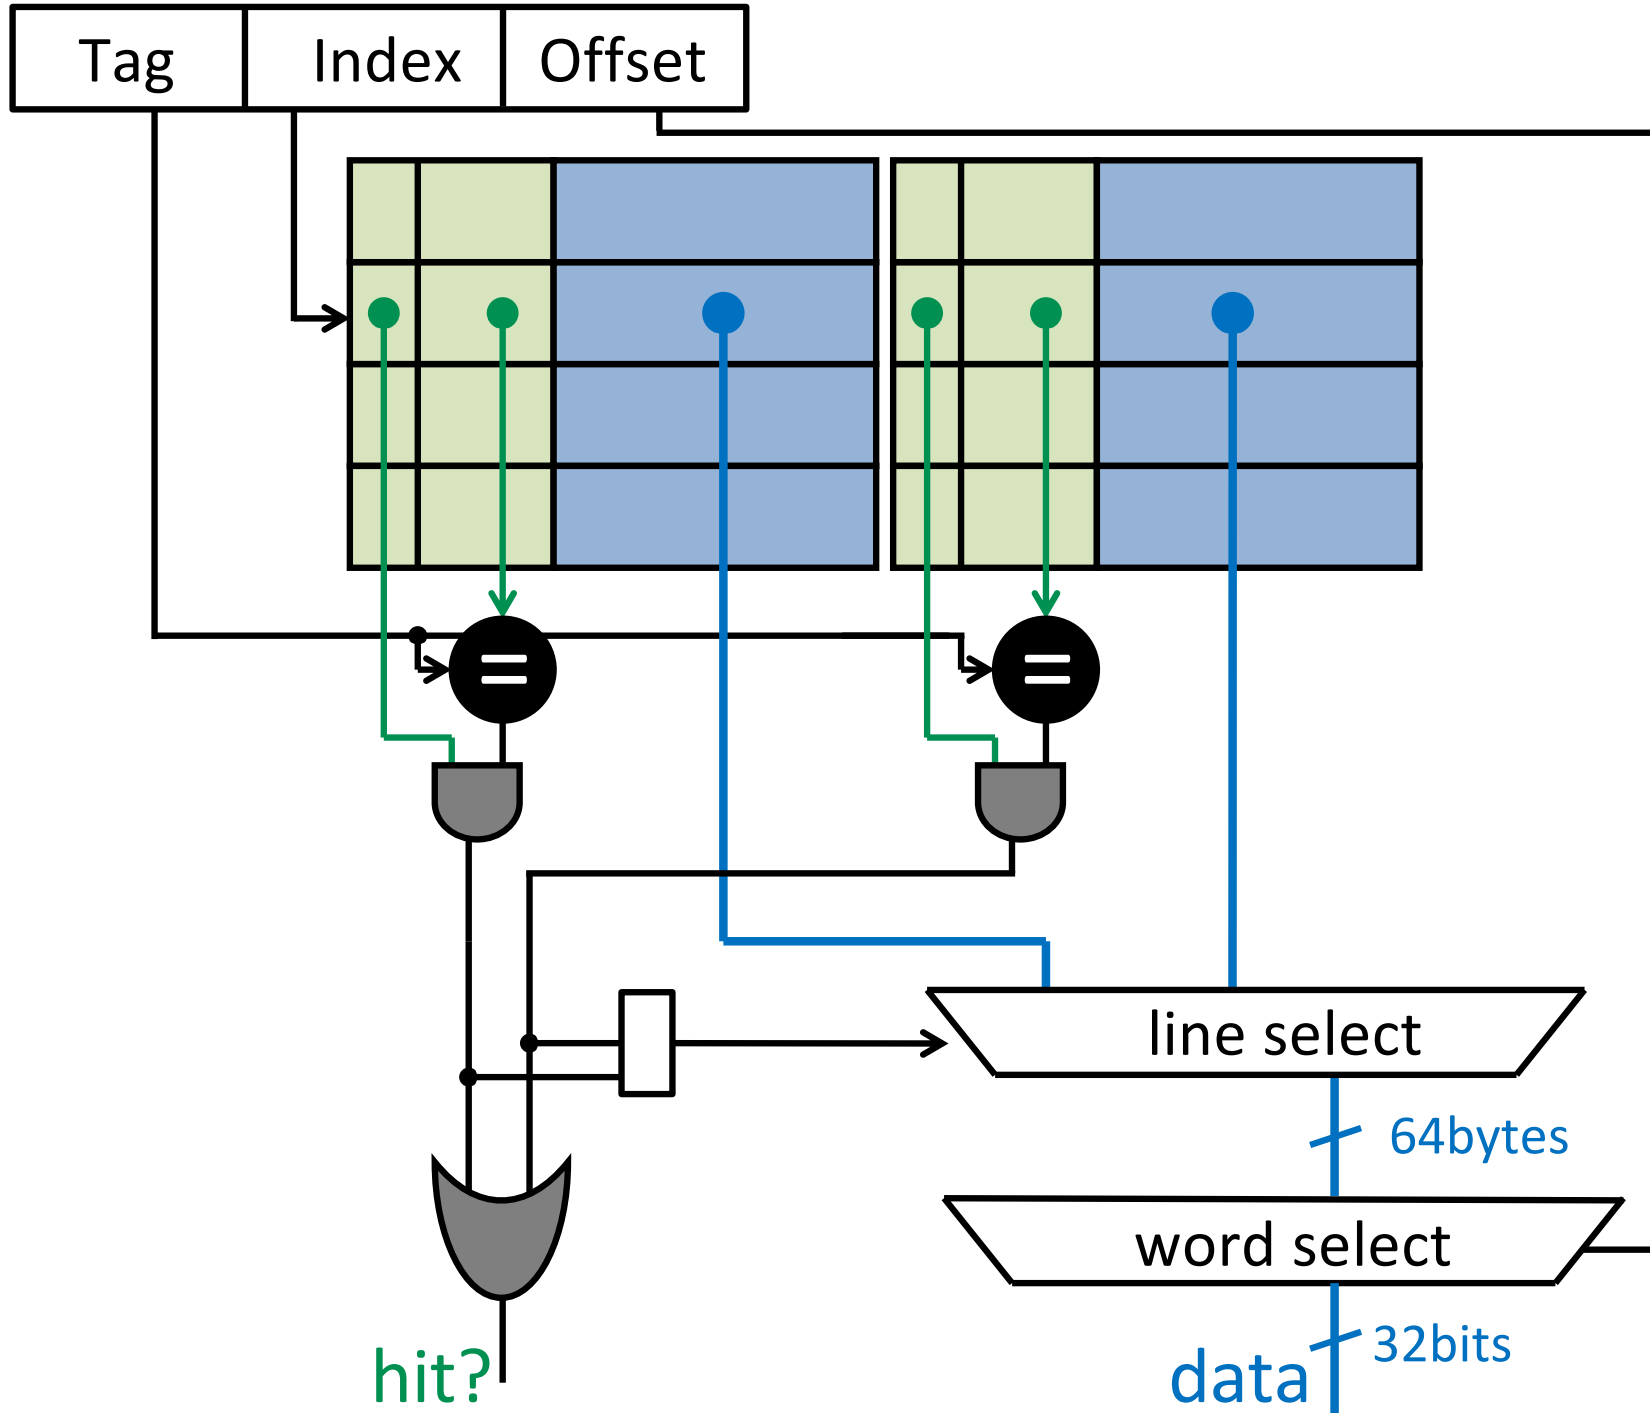 Tag Index Offset
=
=
line select
64bytes
word select
32bits
hit? data